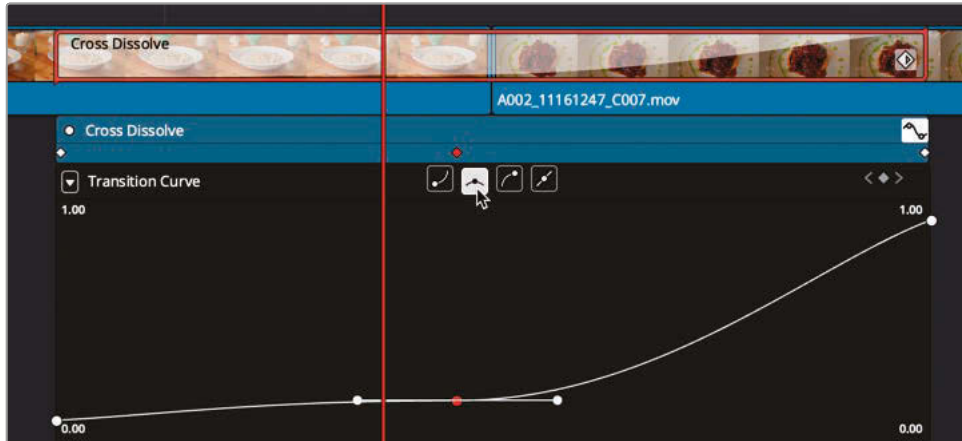 Cross Dissolve
A002_11161247_C007.mov
Cross Dissolve
Transition Curve
1.00 1.00
0.00 0.00